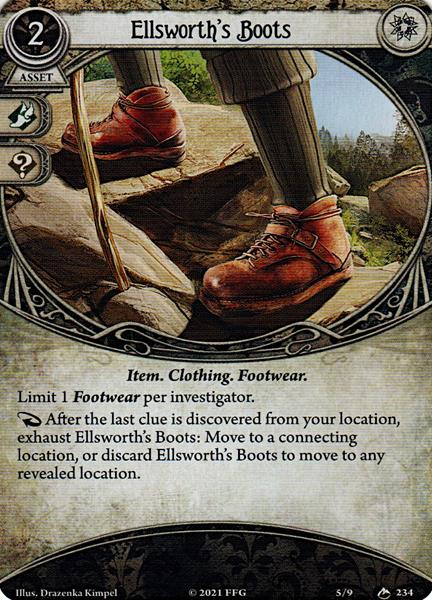 2
Ellsworth's Boots
ASSET
?
Item. Clothing. Footwear.
Limit 1 Footwear per investigator.
After the last clue is discovered from your location,
exhaust Ellsworth's Boots: Move to a connecting
location, or discard Ellsworth's Boots to move to any
revealed location.
Illus. Drazenka Kimpel © 2021 FFG 5/9 234